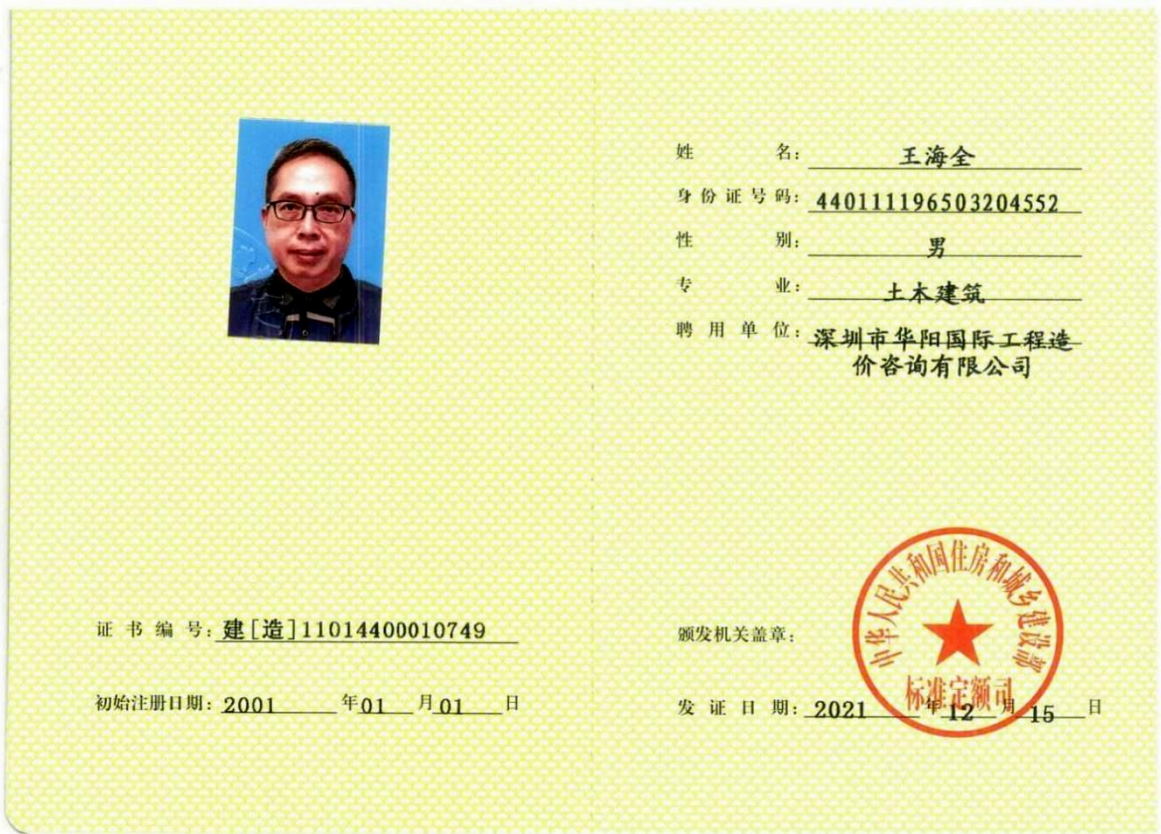 姓名：王海全
身份证号码：440111196503204552
性别：男
专业：土木建筑
聘用单位：深圳市华阳国际工程造
价咨询有限公司
证书编号：建[造]11014400010749
初始注册日期：2001年01月01日
颁发机关盖章：
中华人民共和国住房和城乡建设部
标准定额司
发证日期：2021年12月15日